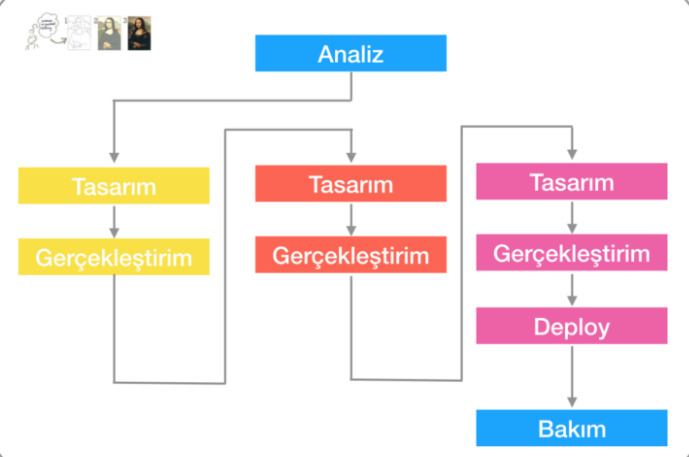 Analiz
Tasarım
Gerçekleştirim
Tasarım
Gerçekleştirim
Tasarım
Gerçekleştirim
Deploy
Bakım